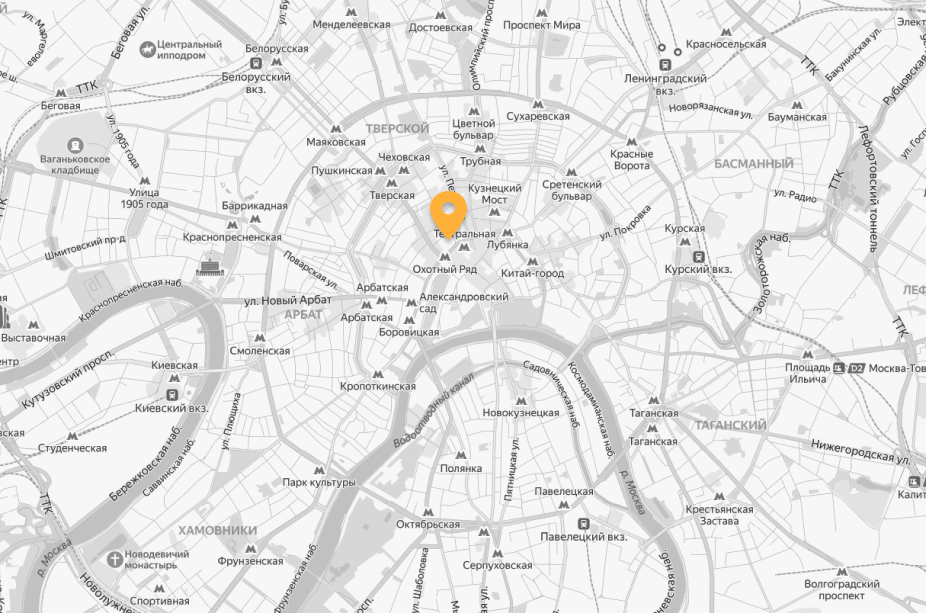 Менделеевская
Достоевская
Проспект Мира
Олимпийский просп
ул. Маргелова
Беговая ул.
Центральный
ипподром
Белорусская
Белорусский
вкз.
Красносельская
Ленинградский
вкз.
ТТК
Бакунинская ул.
Рубцовская
Элект
ТТК
Беговая
Новорязанская ул.
Бауманская
Цветной
бульвар
Сухаревская
Маяковская
ТВЕРСКОЙ
ул. 1905 года
Ваганьковское
кладбище
Чеховская
Трубная
Красные
Ворота
БАСМАННЫЙ
Лефортовский тоннель
Пушкинская
Тверская
Кузнецкий
Мост
Сретенский
бульвар
ТТК
ул. Радио
Улица
1905 года
Баррикадная
Краснопресненская
Театральная
Лубянка
ул. Покровка
Курская
Шмитовский пр-д
Охотный Ряд
Китай-город
Курский вкз.
Поварская ул.
Краснопресненская наб.
ул. Новый Арбат
АРБАТ
Арбатская
Арбатская
Александровский
сад
Боровицкая
Выставочная
Смоленская
ТТК
Кутузовский просп.
Киевская
Киевский вкз.
Кропоткинская
Водоотводный канал
Садовническая наб.
Космодамианская наб.
Площадь
Ильича
D2
Москва-То
Новокузнецкая
Таганская
Таганская
ТАГАНСКИЙ
Студенческая
ул. Плющиха
Нижегородская ул.
Бережковская наб.
Саввинская наб.
Полянка
Пятницкая ул.
Парк культуры
р. Москва
Павелецкая
Крестьянская
Застава
Калит
ТТК
Октябрьская
Павелецкий вкз.
ХАМОВНИКИ
р. Москва
Новодевичий
монастырь
Фрунзенская
Серпуховская
ул. Шаболовка
Спортивная
Волгоградский
проспект